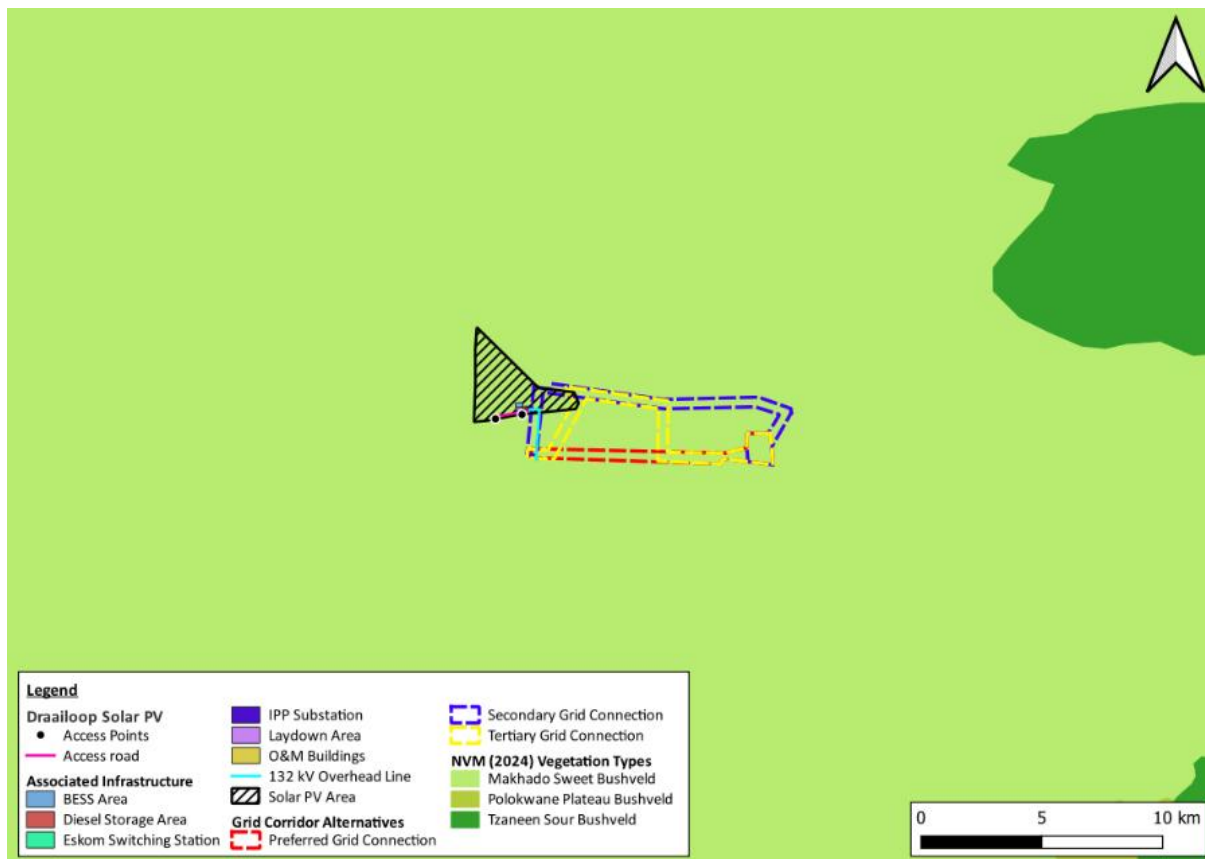 Legend
Draailoop Solar PV
Access Points
Access road
Associated Infrastructure
BESS Area
Diesel Storage Area
Eskom Switching Station
IPP Substation
Laydown Area
O&M Buildings
132 kV Overhead Line
Solar PV Area
Grid Corridor Alternatives
Preferred Grid Connection
Secondary Grid Connection
Tertiary Grid Connection
NVM (2024) Vegetation Types
Makhado Sweet Bushveld
Polokwane Plateau Bushveld
Tzaneen Sour Bushveld
0 5 10 km